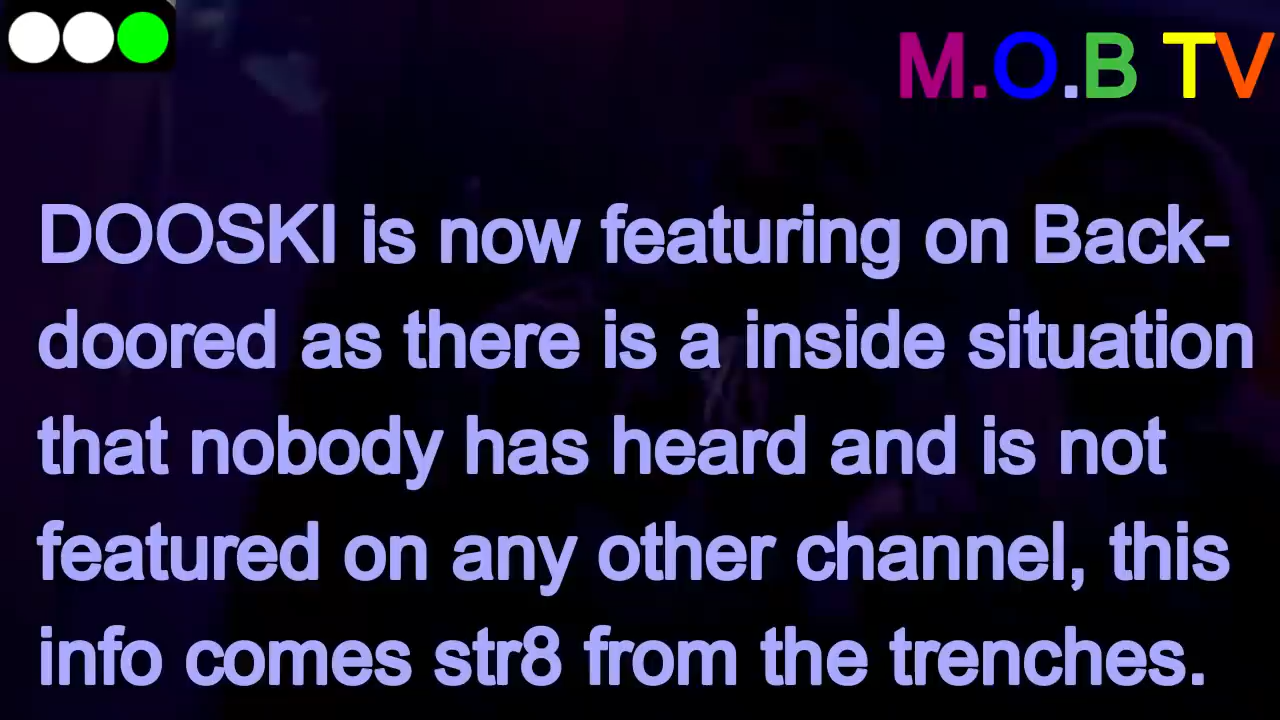 M.O.B TV
DOOSKI is now featuring on Back-
doored as there is a inside situation
that nobody has heard and is not
featured on any other channel, this
info comes str8 from the trenches.